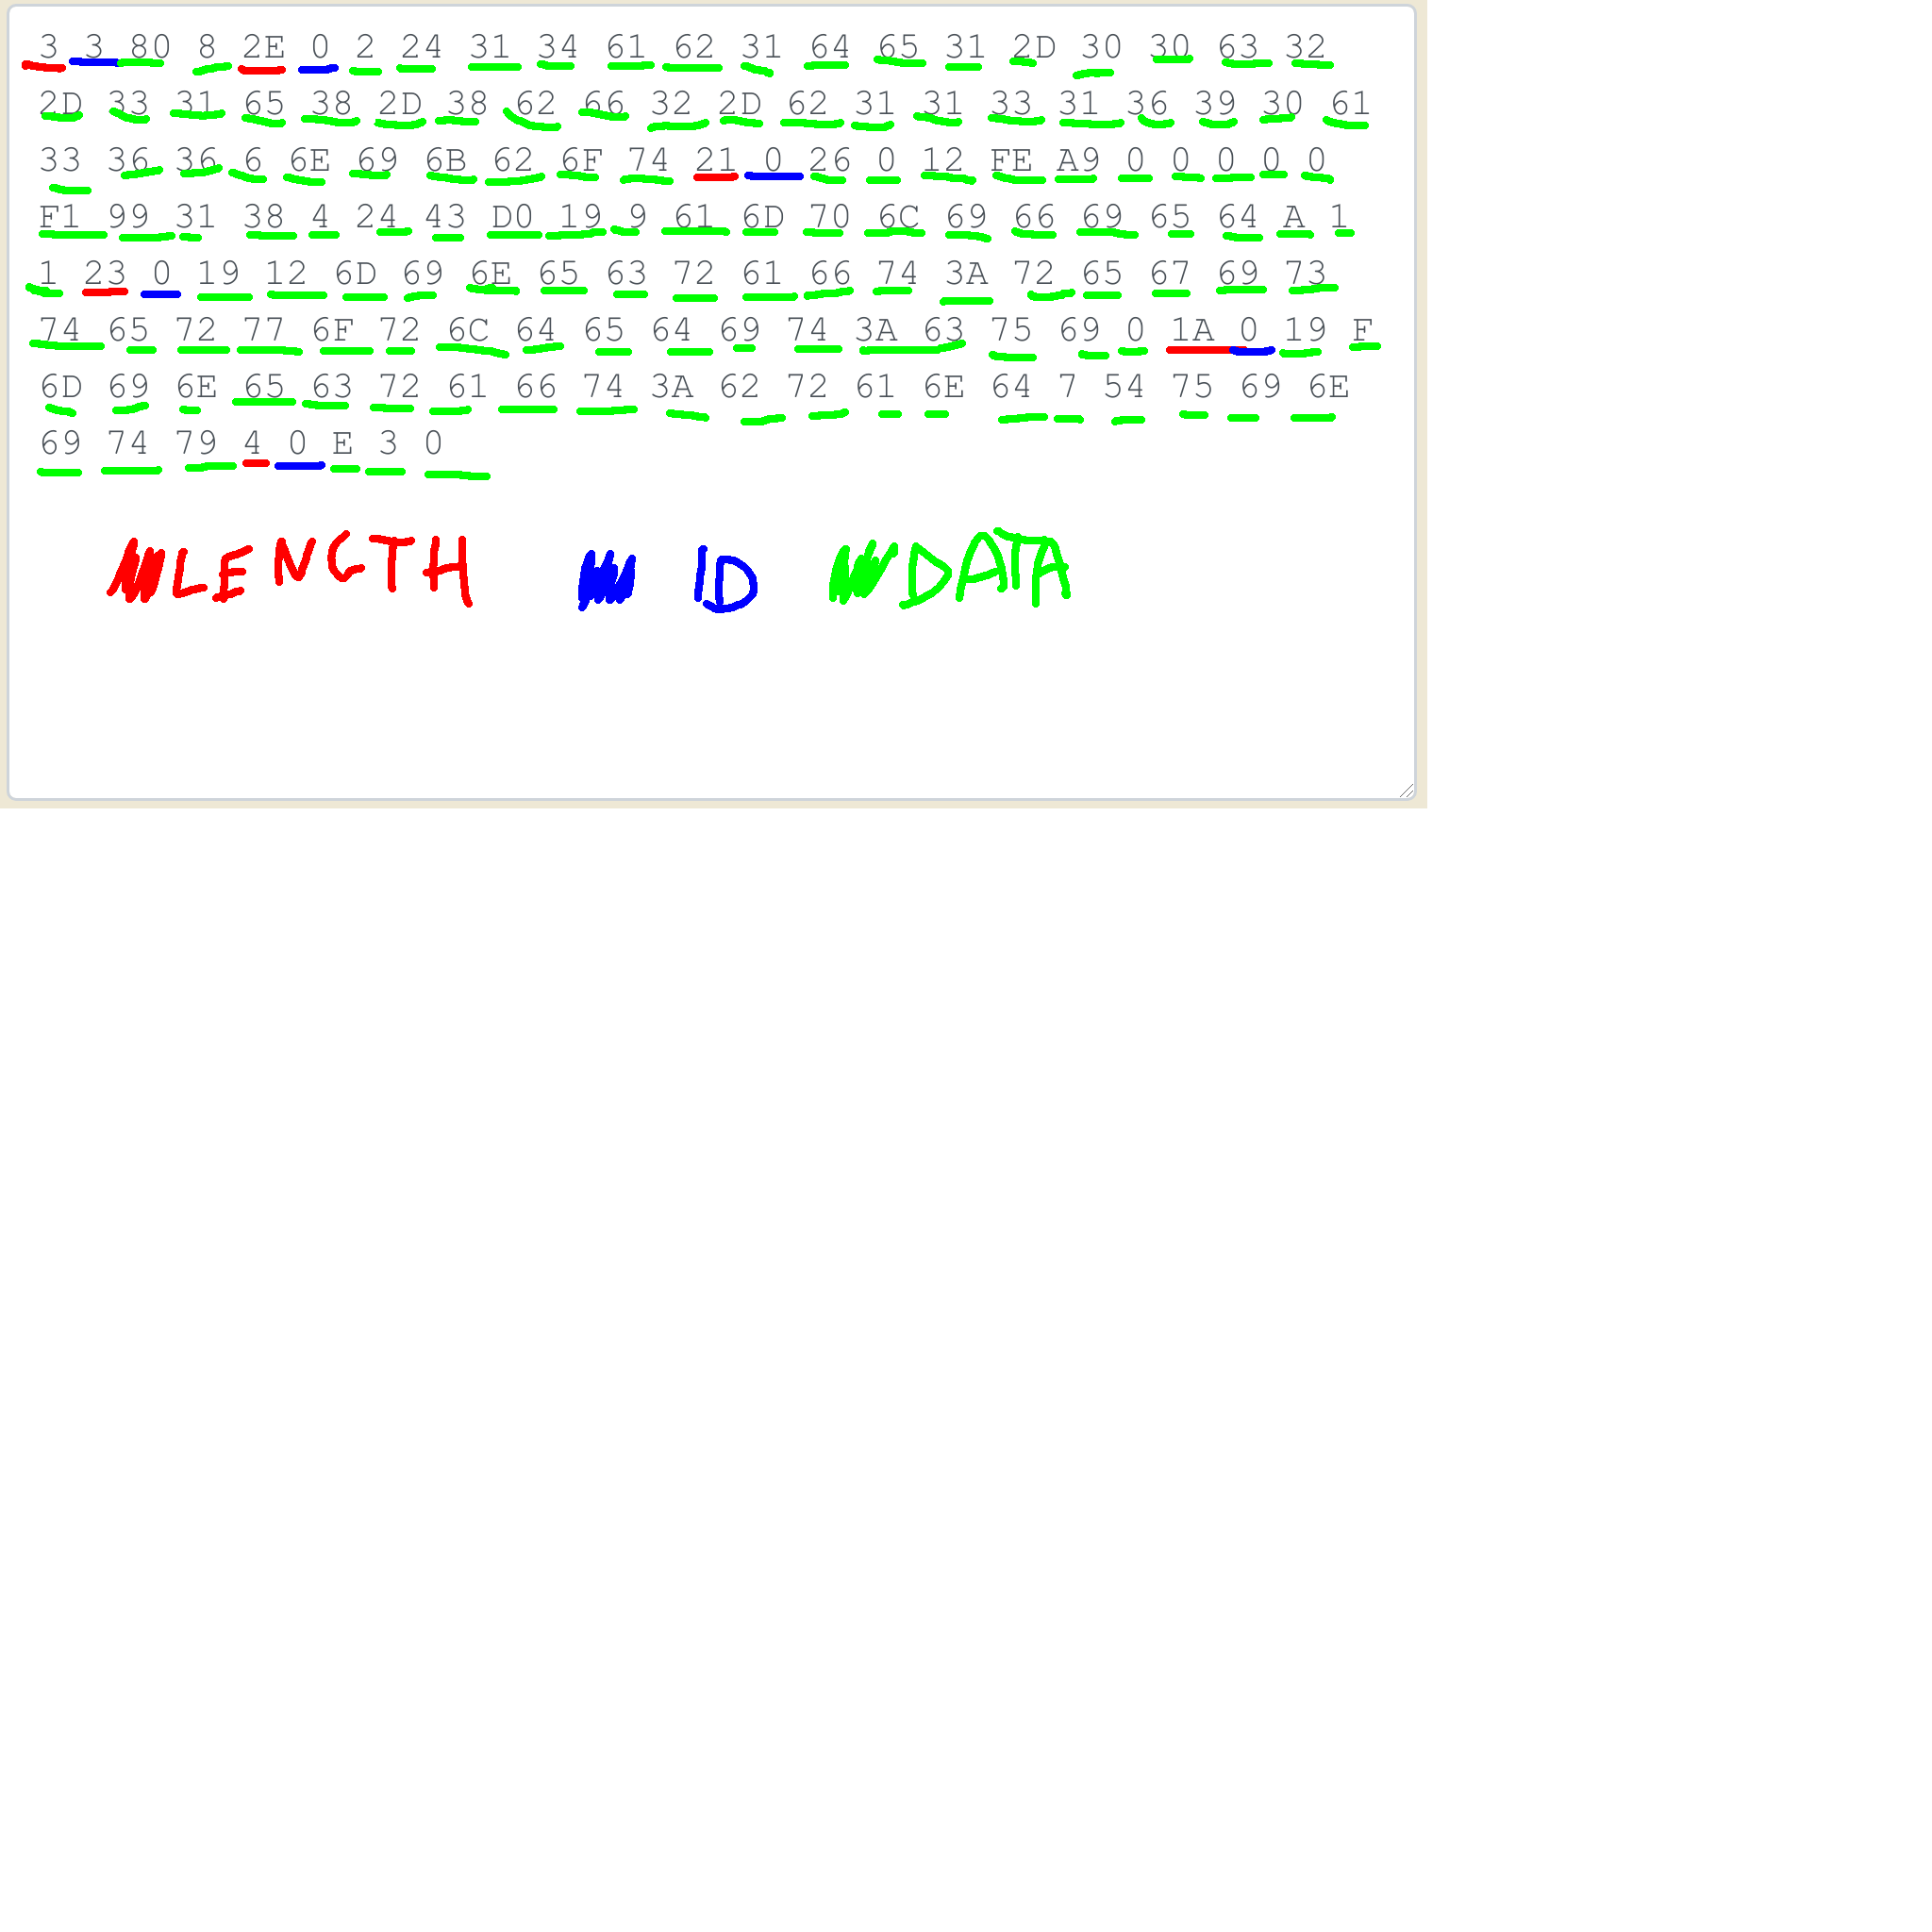 3 3 80 8 2E 0 2 24 31 34 61 62 31 64 65 31 2D 30 30 63 32
2D 33 31 65 38 2D 38 62 66 32 2D 62 31 31 33 31 36 39 30 61
33 36 36 6 6E 69 6B 62 6F 74 21 0 26 0 12 FE A9 0 0 0 0 0
F1 99 31 38 4 24 43 D0 19 9 61 6D 70 6C 69 66 69 65 64 A 1
1 23 0 19 12 6D 69 6E 65 63 72 61 66 74 3A 72 65 67 69 73
74 65 72 77 6F 72 6C 64 65 64 69 74 3A 63 75 69 0 1A 0 19 F
6D 69 6E 65 63 72 61 66 74 3A 62 72 61 6E 64 7 54 75 69 6E
69 74 79 4 0 E 3 0
LENGTH ID DATA